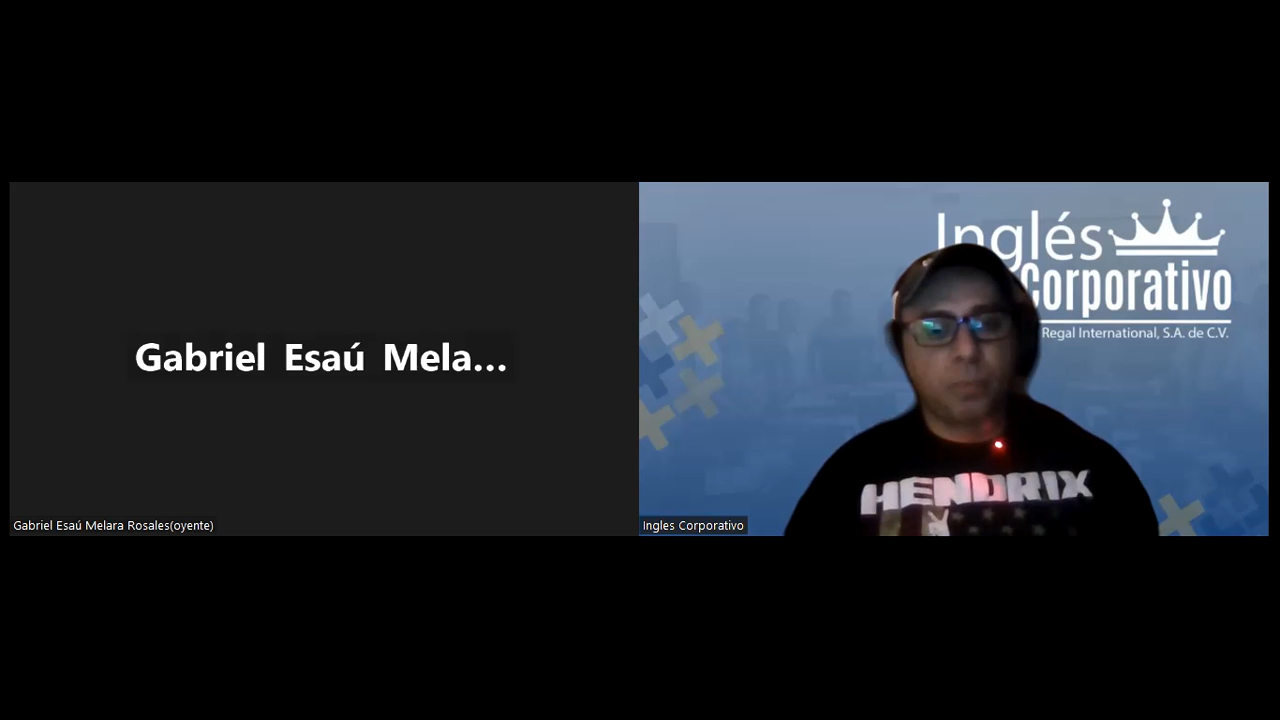 Gabriel Esaú Mela...
Gabriel Esaú Melara Rosales(oyente)
Inglés
Corporativo
Regal International, S.A. de C.V.
HENDRIX
Ingles Corporativo